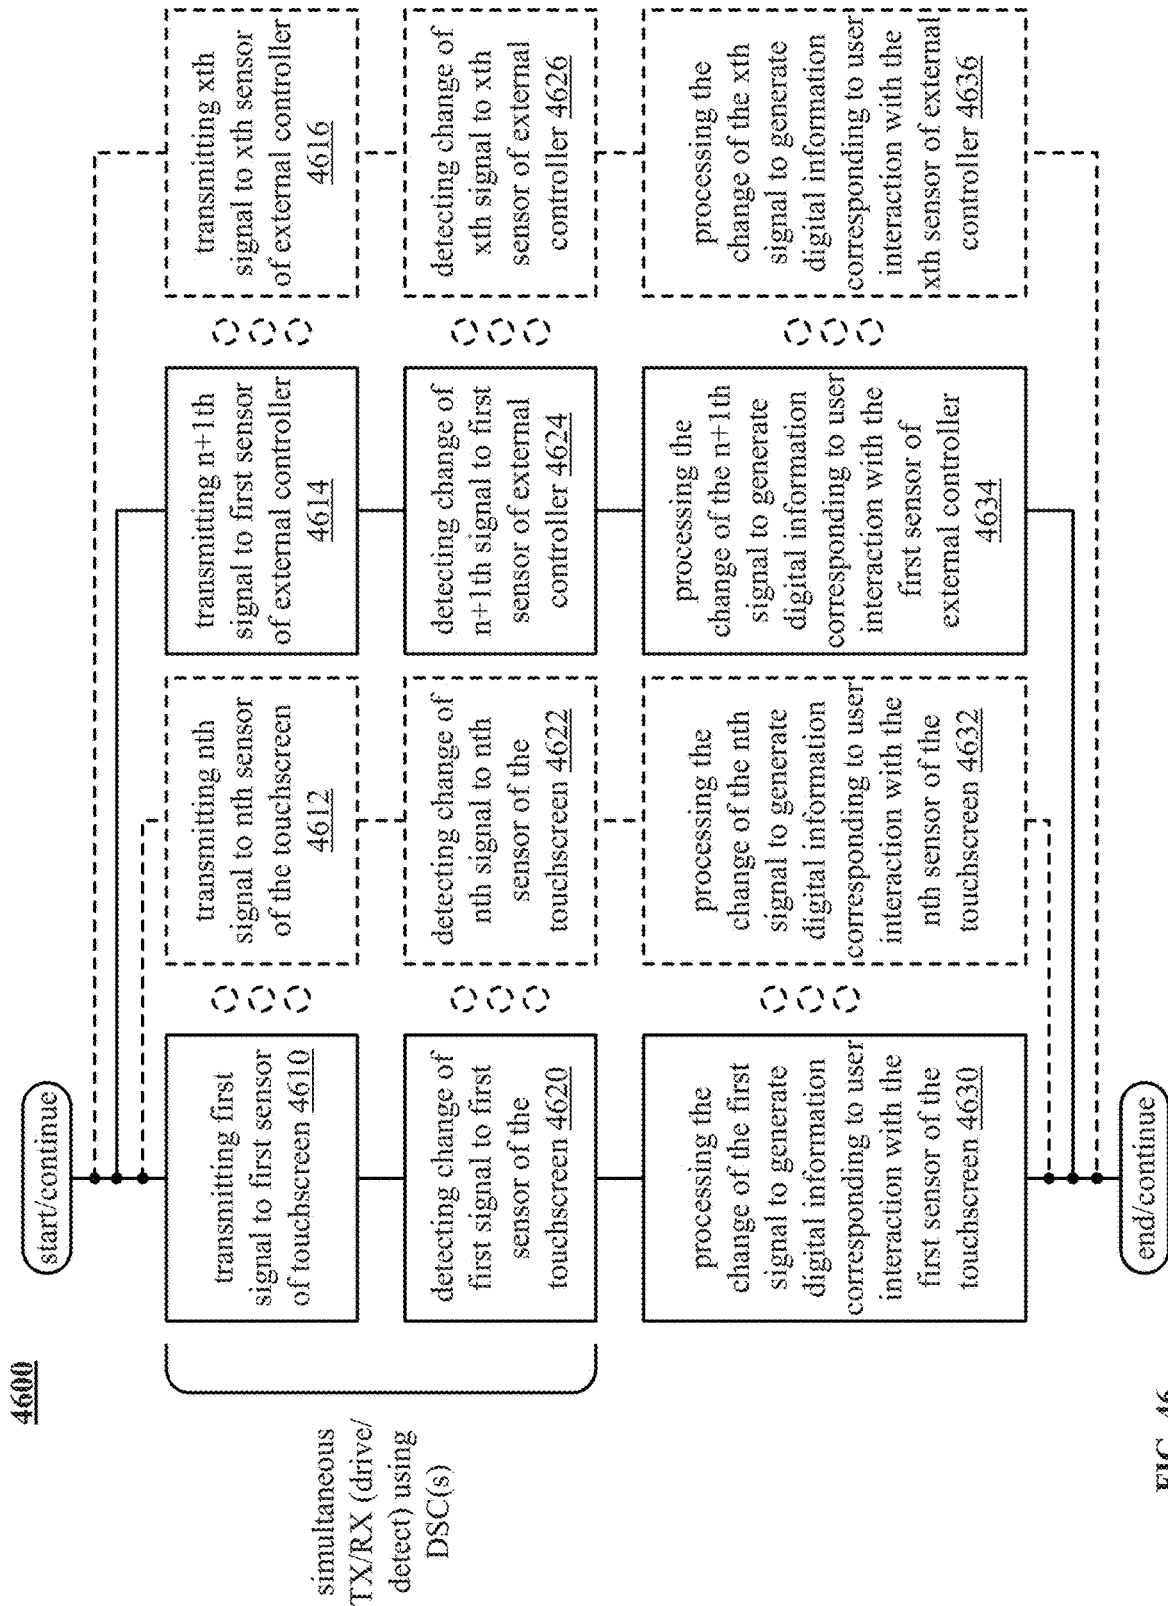 4600
start/continue
transmitting first
signal to first sensor
of touchscreen 4610
transmitting nth
signal to nth sensor
of the touchscreen
4612
transmitting n+1th
signal to first sensor
of external controller
4614
transmitting xth
signal to xth sensor
of external controller
4616
simultaneous
TX/RX (drive/
detect) using
DSC(s)
detecting change of
first signal to first
sensor of the
touchscreen 4620
detecting change of
nth signal to nth
sensor of the
touchscreen 4622
detecting change of
n+1th signal to first
sensor of external
controller 4624
detecting change of
xth signal to xth
sensor of external
controller 4626
processing the
change of the first
signal to generate
digital information
corresponding to user
interaction with the
first sensor of the
touchscreen 4630
processing the
change of the nth
signal to generate
digital information
corresponding to user
interaction with the
nth sensor of the
touchscreen 4632
processing the
change of the n+1th
signal to generate
digital information
corresponding to user
interaction with the
first sensor of
external controller
4634
processing the
change of the xth
signal to generate
digital information
corresponding to user
interaction with the
xth sensor of external
controller 4636
end/continue
FIG. 46